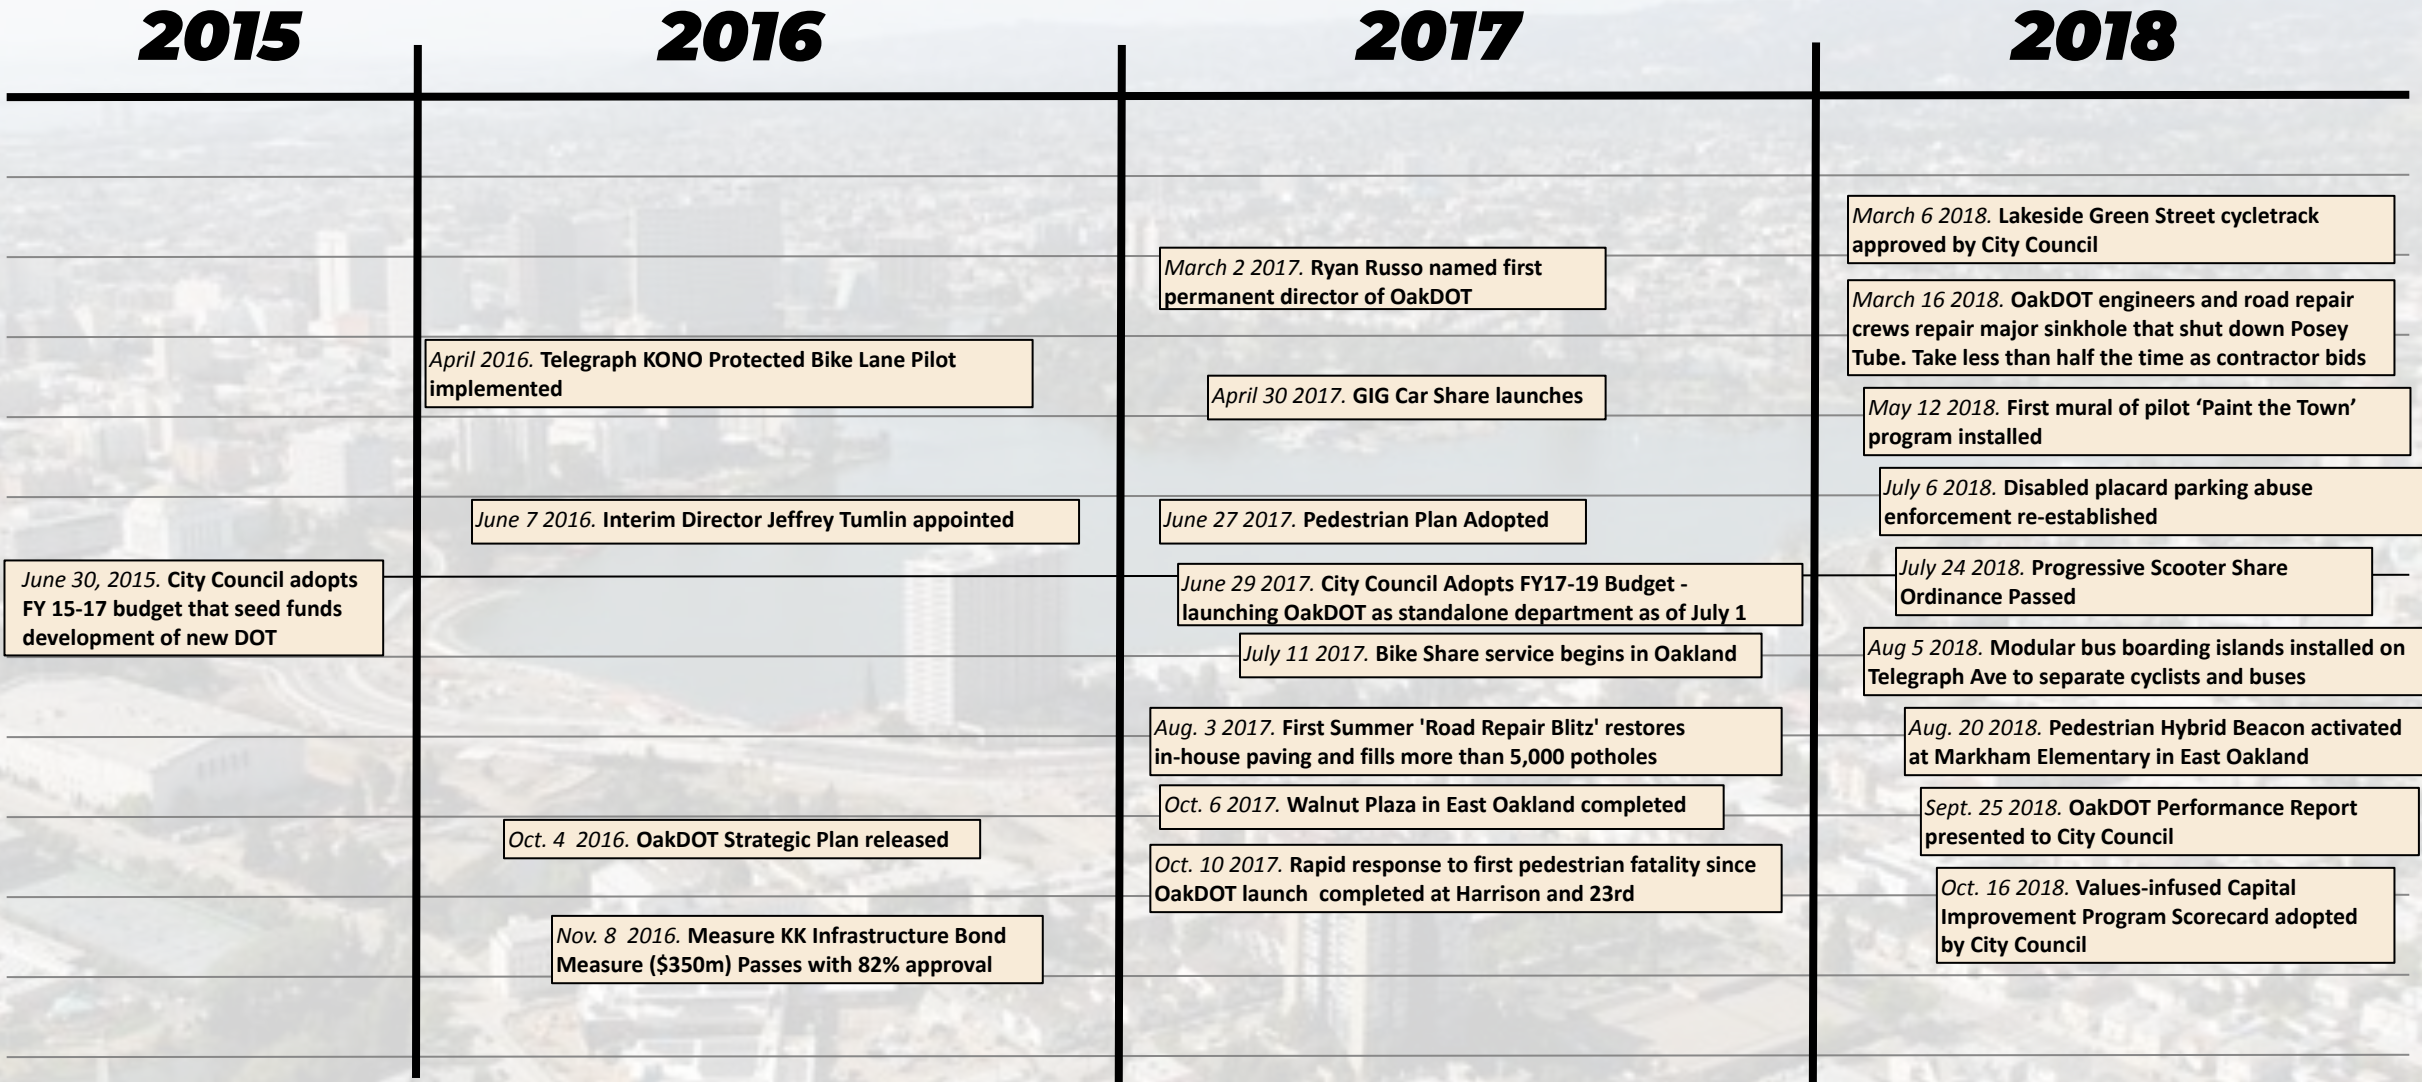 2015
2016
2017
2018
June 30, 2015. City Council adopts
FY 15-17 budget that seed funds
development of new DOT
April 2016. Telegraph KONO Protected Bike Lane Pilot
implemented
June 7 2016. Interim Director Jeffrey Tumlin appointed
Oct. 4  2016. OakDOT Strategic Plan released
Nov. 8  2016. Measure KK Infrastructure Bond
Measure ($350m) Passes with 82% approval
March 2 2017. Ryan Russo named first
permanent director of OakDOT
April 30 2017. GIG Car Share launches
June 27 2017. Pedestrian Plan Adopted
June 29 2017. City Council Adopts FY17-19 Budget -
launching OakDOT as standalone department as of July 1
July 11 2017. Bike Share service begins in Oakland
Aug. 3 2017. First Summer 'Road Repair Blitz' restores
in-house paving and fills more than 5,000 potholes
Oct. 6 2017. Walnut Plaza in East Oakland completed
Oct. 10 2017. Rapid response to first pedestrian fatality since
OakDOT launch  completed at Harrison and 23rd
March 6 2018. Lakeside Green Street cycletrack
approved by City Council
March 16 2018. OakDOT engineers and road repair
crews repair major sinkhole that shut down Posey
Tube. Take less than half the time as contractor bids
May 12 2018. First mural of pilot ‘Paint the Town’
program installed
July 6 2018. Disabled placard parking abuse
enforcement re-established
July 24 2018. Progressive Scooter Share
Ordinance Passed
Aug 5 2018. Modular bus boarding islands installed on
Telegraph Ave to separate cyclists and buses
Aug. 20 2018. Pedestrian Hybrid Beacon activated
at Markham Elementary in East Oakland
Sept. 25 2018. OakDOT Performance Report
presented to City Council
Oct. 16 2018. Values-infused Capital
Improvement Program Scorecard adopted
by City Council